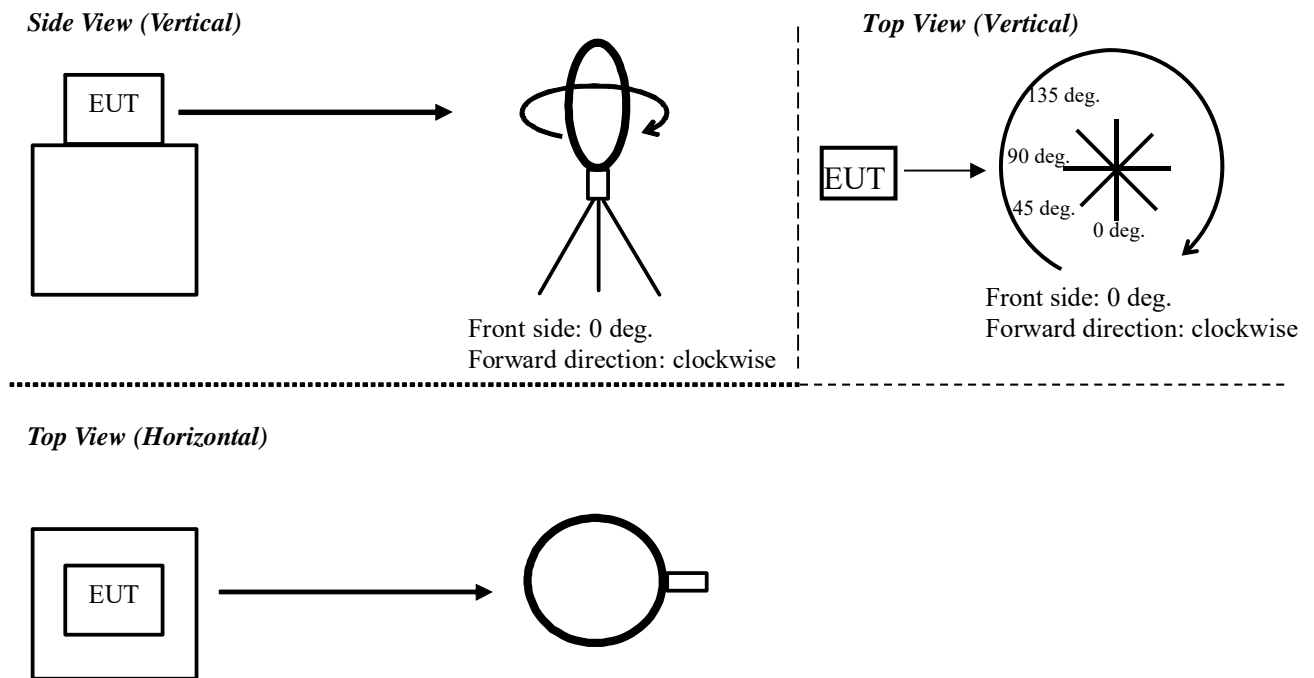 Side View (Vertical)
EUT
Front side: 0 deg.
Forward direction: clockwise
Top View (Vertical)
135 deg.
90 deg.
EUT
45 deg.
0 deg.
Front side: 0 deg.
Forward direction: clockwise
Top View (Horizontal)
EUT